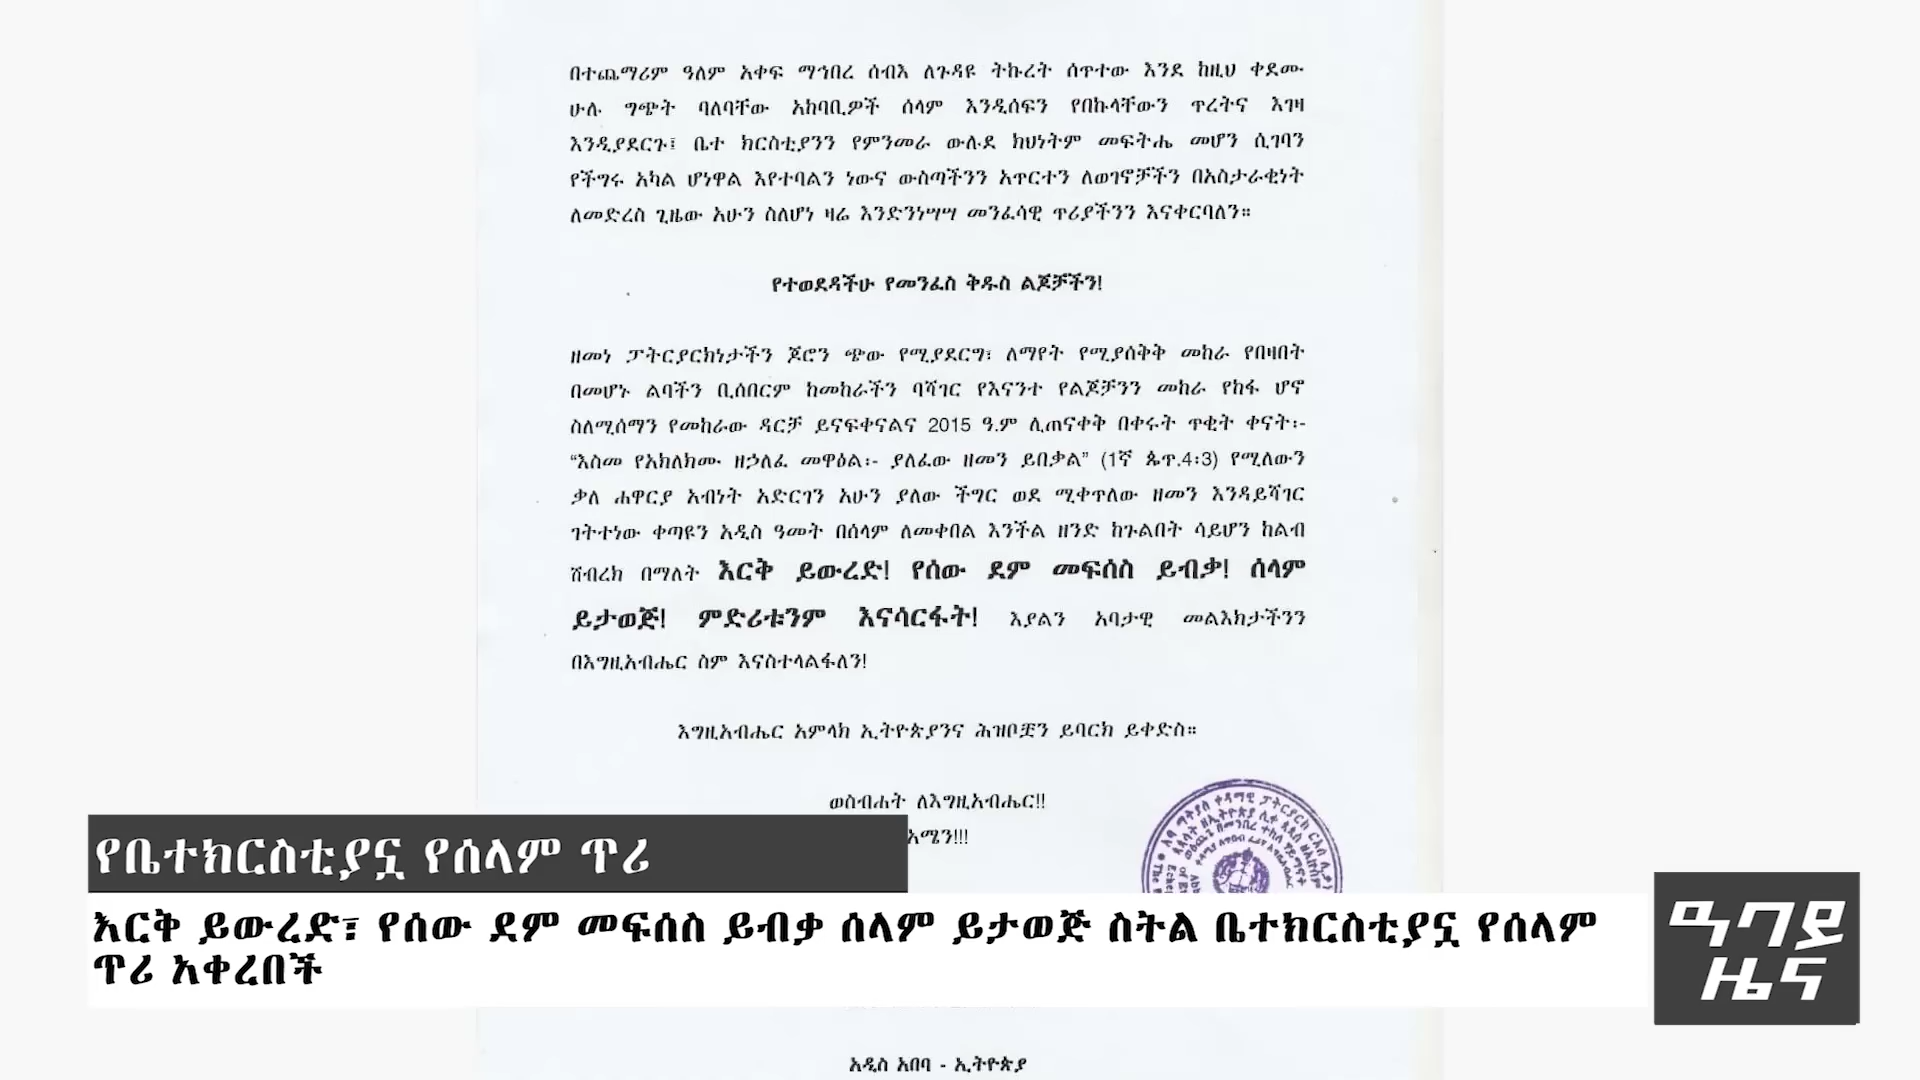 በተጨማሪም ዓለም አቀፍ ማኅበረ ሰብእ ለጉዳዩ ትኩረት ሰጥተው እንደ ከዚህ ቀደሙ
ሁሉ ግጭት ባለባቸው አከባቢዎች ሰላም እንዲሰፍን የበኩላቸውን ጥረትና እገዛ
እንዲያደርጉ፤ ቤተ ክርስቲያንን የምንመራ ውሉደ ክህነትም መፍትሔ መሆን ሲገባን
የችግሩ አካል ሆነዋል እየተባልን ነውና ውስጣችንን አጥርተን ለወገኖቻችን በአስታራቂነት
ለመድረስ ጊዜው አሁን ስለሆነ ዛሬ እንድንነሣሣ መንፈሳዊ ጥሪያችንን እናቀርባለን።
የተወደዳችሁ የመንፈስ ቅዱስ ልጆቻችን!
ዘመነ ፓትርያርክነታችን ጆሮን ጭው የሚያደርግ፣ ለማየት የሚያሰቅቅ መከራ የበዛበት
በመሆኑ ልባችን ቢሰበርም ከመከራችን ባሻገር የእናንተ የልጆቻንን መከራ የከፋ ሆኖ
ስለሚሰማን የመከራው ዳርቻ ይናፍቀናልና 2015 ዓ.ም ሊጠናቀቅ በቀሩት ጥቂት ቀናት፡-
“እስመ የአክለክሙ ዘኃለፈ መዋዕል፡- ያለፈው ዘመን ይበቃል” (1ኛ ጴጥ.4፡3) የሚለውን
ቃለ ሐዋርያ አብነት አድርገን አሁን ያለው ችግር ወደ ሚቀጥለው ዘመን እንዳይሻገር
ገትተነው ቀጣዩን አዲስ ዓመት በሰላም ለመቀበል እንችል ዘንድ ከጉልበት ሳይሆን ከልብ
ሸብረክ በማለት እርቅ ይውረድ! የሰው ደም መፍሰስ ይብቃ! ሰላም
ይታወጅ! ምድሪቱንም እናሳርፋት! እያልን አባታዊ መልእክታችንን
በእግዚአብሔር ስም እናስተላልፋለን!
እግዚአብሔር አምላክ ኢትዮጵያንና ሕዝቦቿን ይባርክ ይቀድስ።
ወስብሐት ለእግዚአብሔር!!
አሜን!!!
የቤተክርስቲያኗ የሰላም ጥሪ
እርቅ ይውረድ፣ የሰው ደም መፍሰስ ይብቃ ሰላም ይታወጅ ስትል ቤተክርስቲያኗ የሰላም
ጥሪ አቀረበች
ዓባይ
ዜና
አዲስ አበባ - ኢትዮጵያ